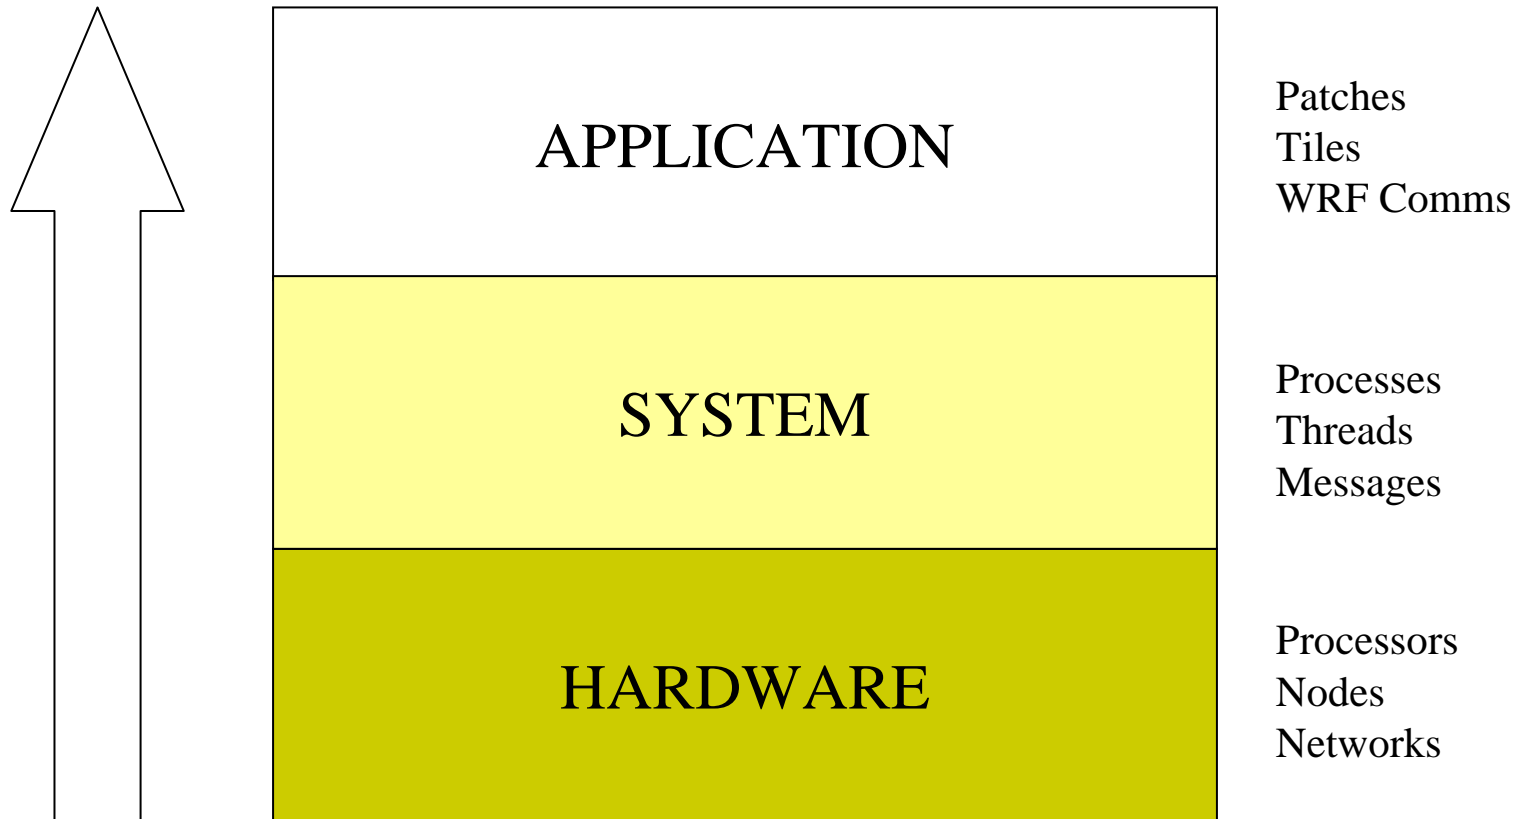 APPLICATION
Patches
Tiles
WRF Comms
SYSTEM
Processes
Threads
Messages
HARDWARE
Processors
Nodes
Networks